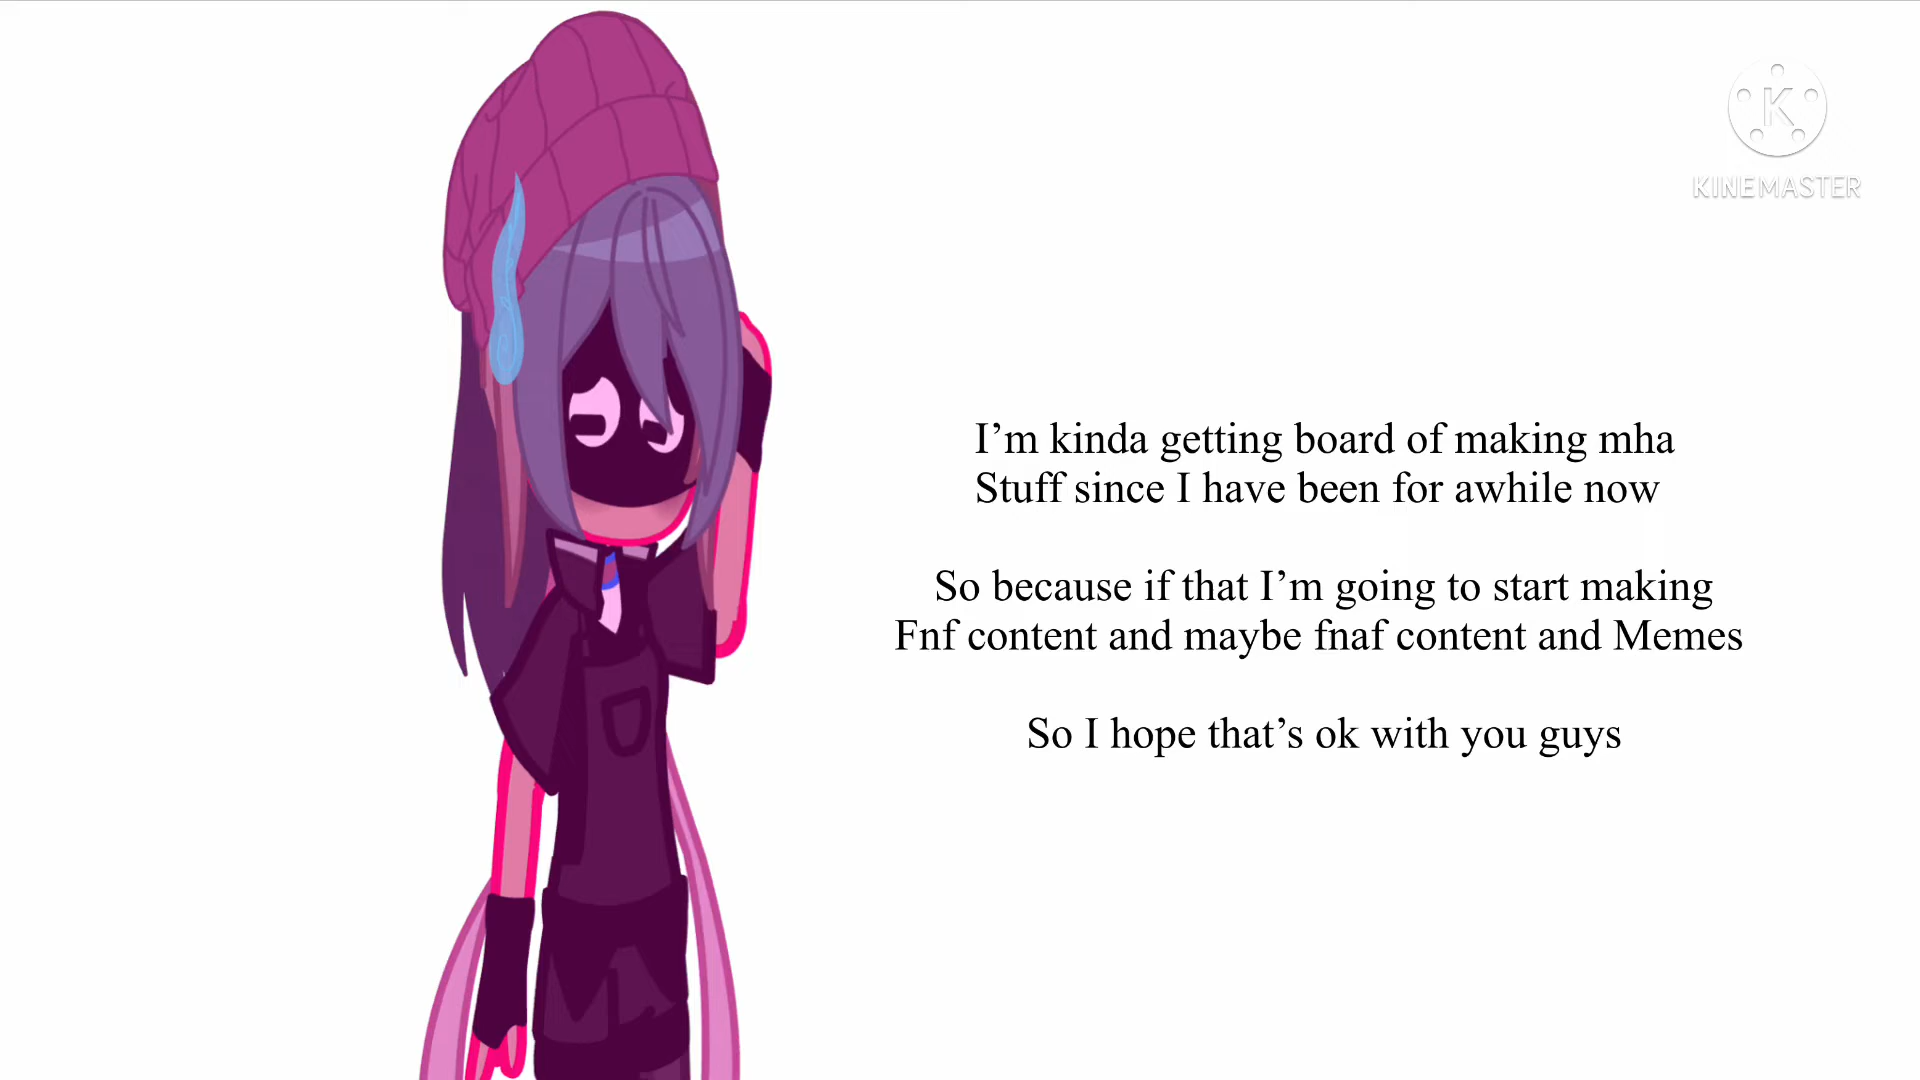 K
KINEMASTER
I’m kinda getting board of making mha
Stuff since I have been for awhile now
So because if that I’m going to start making
Fnf content and maybe fnaf content and Memes
So I hope that’s ok with you guys